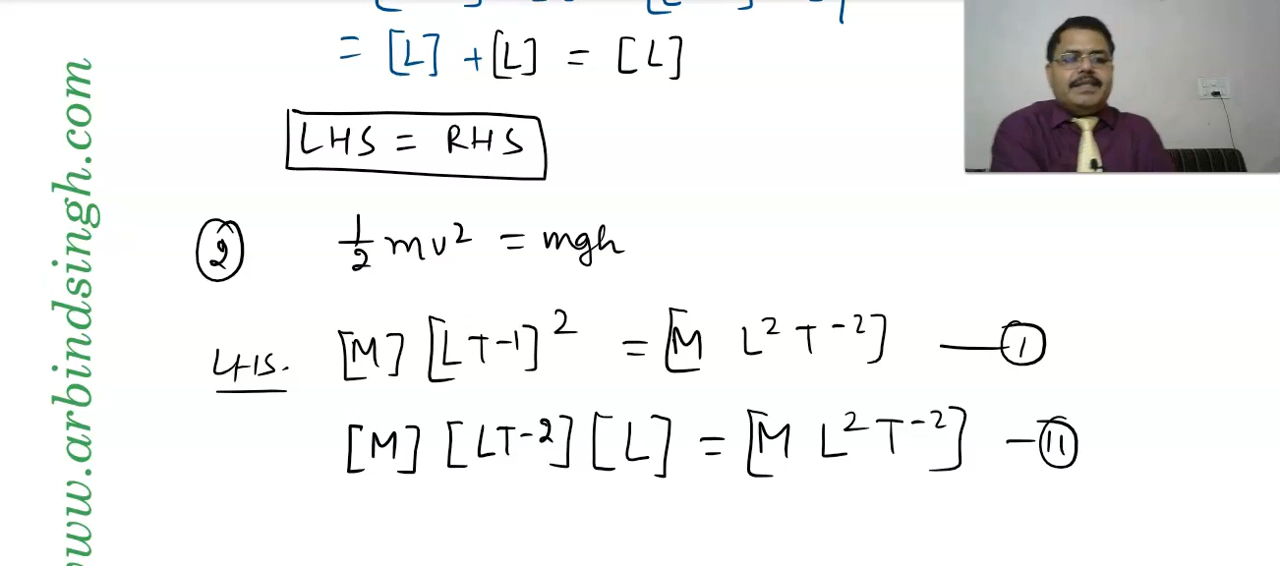 = [L] + [L] = [L]
LHS = RHS
② ½ mv² = mgh
LHS. [M] [LT-1]² = [M L² T⁻²] —①
[M] [LT-2] [L] = [M L² T⁻²] —⑪
www.arbindsingh.com